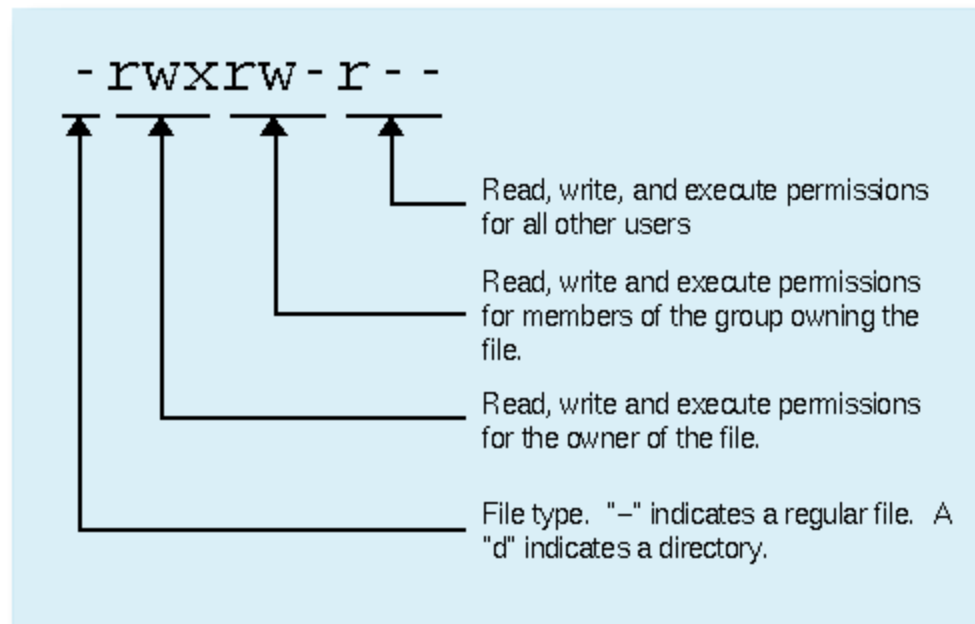 -rwxrw-r--
Read, write, and execute permissions
for all other users
Read, write and execute permissions
for members of the group owning the
file.
Read, write and execute permissions
for the owner of the file.
File type. "–" indicates a regular file. A
"d" indicates a directory.